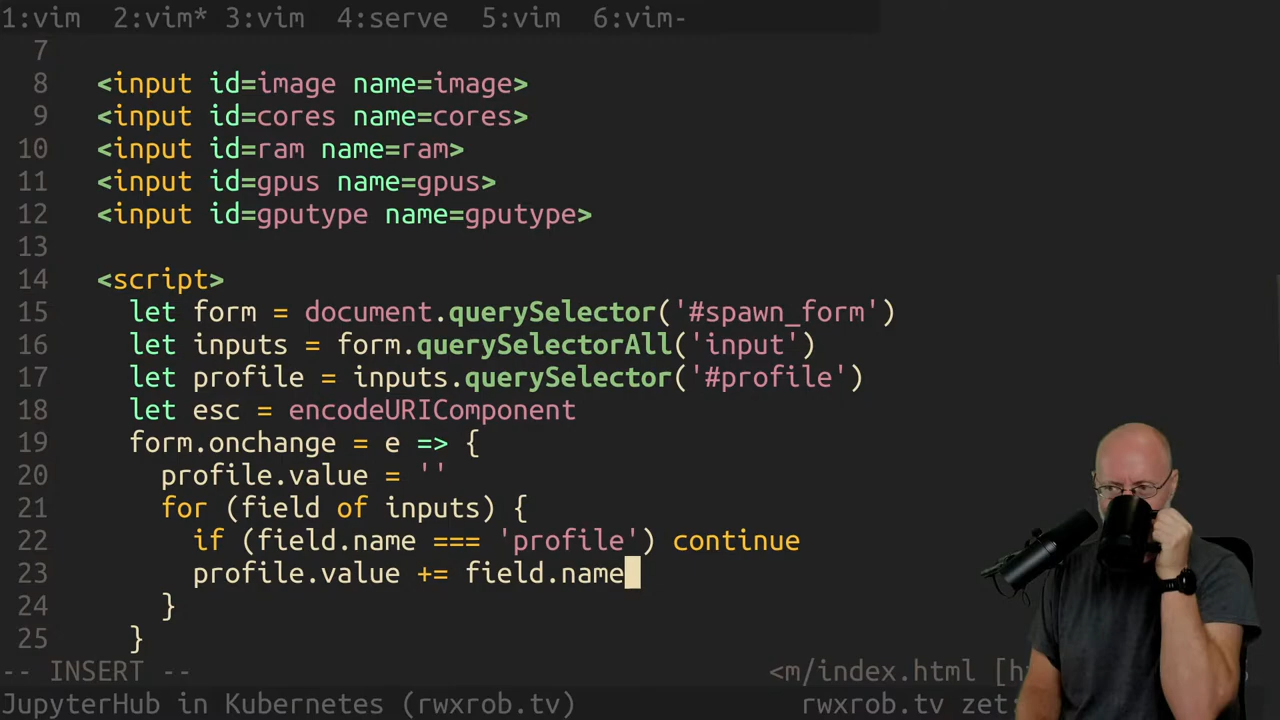 1:vim 2:vim* 3:vim 4:serve 5:vim 6:vim-
7
8 <input id=image name=image>
9 <input id=cores name=cores>
10 <input id=ram name=ram>
11 <input id=gpus name=gpus>
12 <input id=gputype name=gputype>
13
14 <script>
15 let form = document.querySelector('#spawn_form')
16 let inputs = form.querySelectorAll('input')
17 let profile = inputs.querySelector('#profile')
18 let esc = encodeURIComponent
19 form.onchange = e => {
20 profile.value = ''
21 for (field of inputs) {
22 if (field.name === 'profile') continue
23 profile.value += field.name
24 }
25 }
-- INSERT -- <m/index.html
JupyterHub in Kubernetes (rwxrob.tv) rwxrob.tv zet: